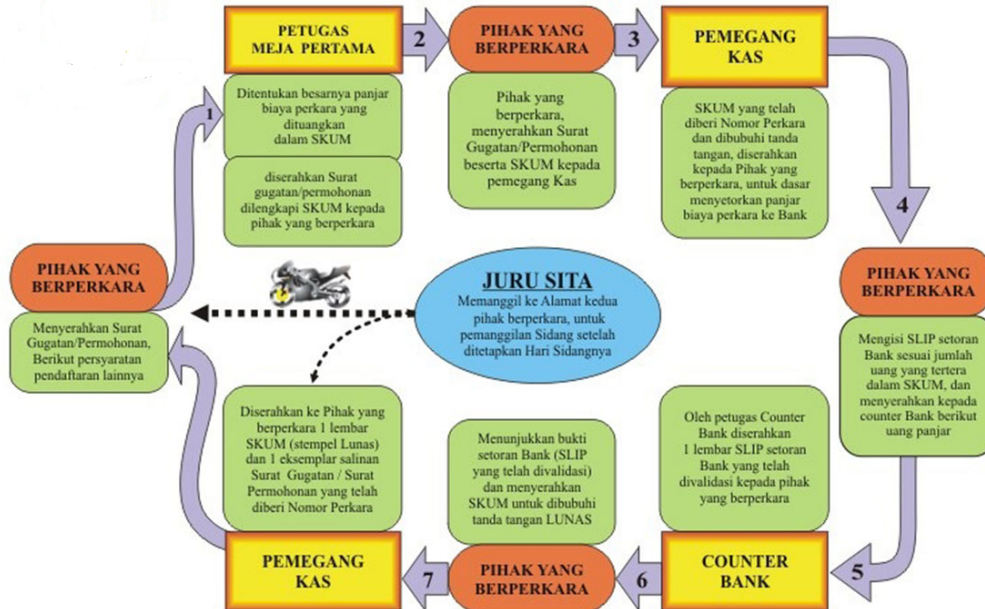 PETUGAS
MEJA PERTAMA
2
PIHAK YANG
BERPERKARA
3
PEMEGANG
KAS
1
Ditentukan besarnya panjar
biaya perkara yang
dituangkan
dalam SKUM
diserahkan Surat
gugatan/permohonan
dilengkapi SKUM kepada
pihak yang berperkara
Pihak yang
berperkara,
menyerahkan Surat
Gugatan/Permohonan
beserta SKUM kepada
pemegang Kas
SKUM yang telah
diberi Nomor Perkara
dan dibubuhi tanda
tangan, diserahkan
kepada Pihak yang
berperkara, untuk dasar
menyetorkan panjar
biaya perkara ke Bank
4
PIHAK YANG
BERPERKARA
Menyerahkan Surat
Gugatan/Permohonan,
Berikut persyaratan
pendaftaran lainnya
JURU SITA
Memanggil ke Alamat kedua
pihak berperkara, untuk
pemanggilan Sidang setelah
ditetapkan Hari Sidangnya
PIHAK YANG
BERPERKARA
Mengisi SLIP setoran
Bank sesuai jumlah
uang yang tertera
dalam SKUM, dan
menyerahkan kepada
counter Bank berikut
uang panjar
5
Oleh petugas Counter
Bank diserahkan
1 lembar SLIP setoran
Bank yang telah
divalidasi kepada pihak
yang berperkara
COUNTER
BANK
6
Menunjukkan bukti
setoran Bank (SLIP
yang telah divalidasi)
dan menyerahkan
SKUM untuk dibubuhi
tanda tangan LUNAS
PIHAK YANG
BERPERKARA
7
Diserahkan ke Pihak yang
berperkara 1 lembar
SKUM (stempel Lunas)
dan 1 eksemplar salinan
Surat Gugatan / Surat
Permohonan yang telah
diberi Nomor Perkara
PEMEGANG
KAS